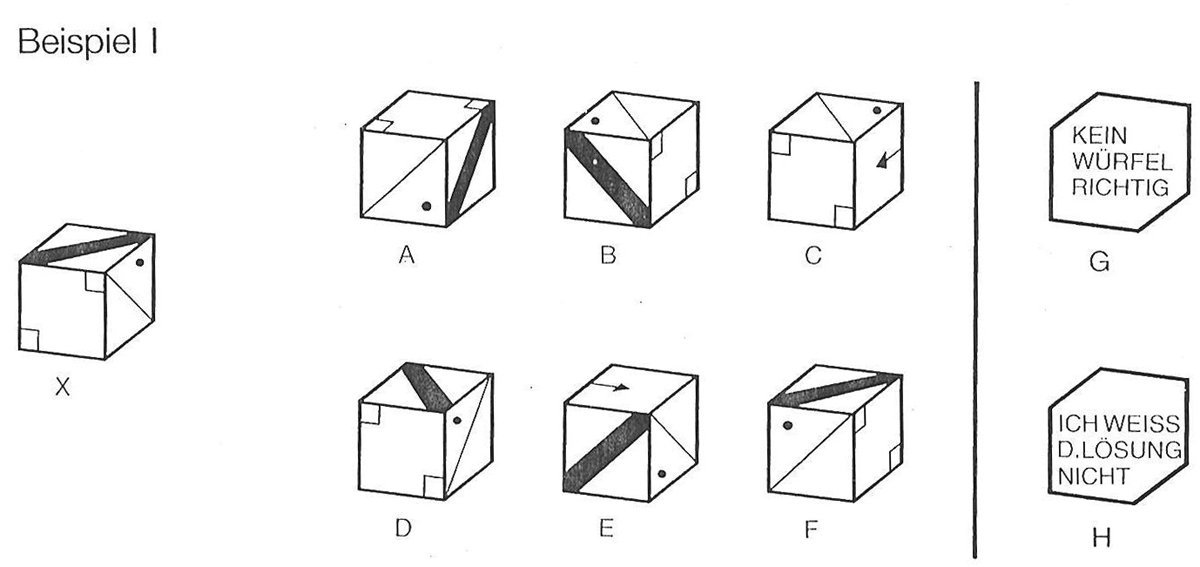 Beispiel I
A
B
C
KEIN
WÜRFEL
RICHTIG
G
X
D
E
F
ICH WEISS
D.LÖSUNG
NICHT
H